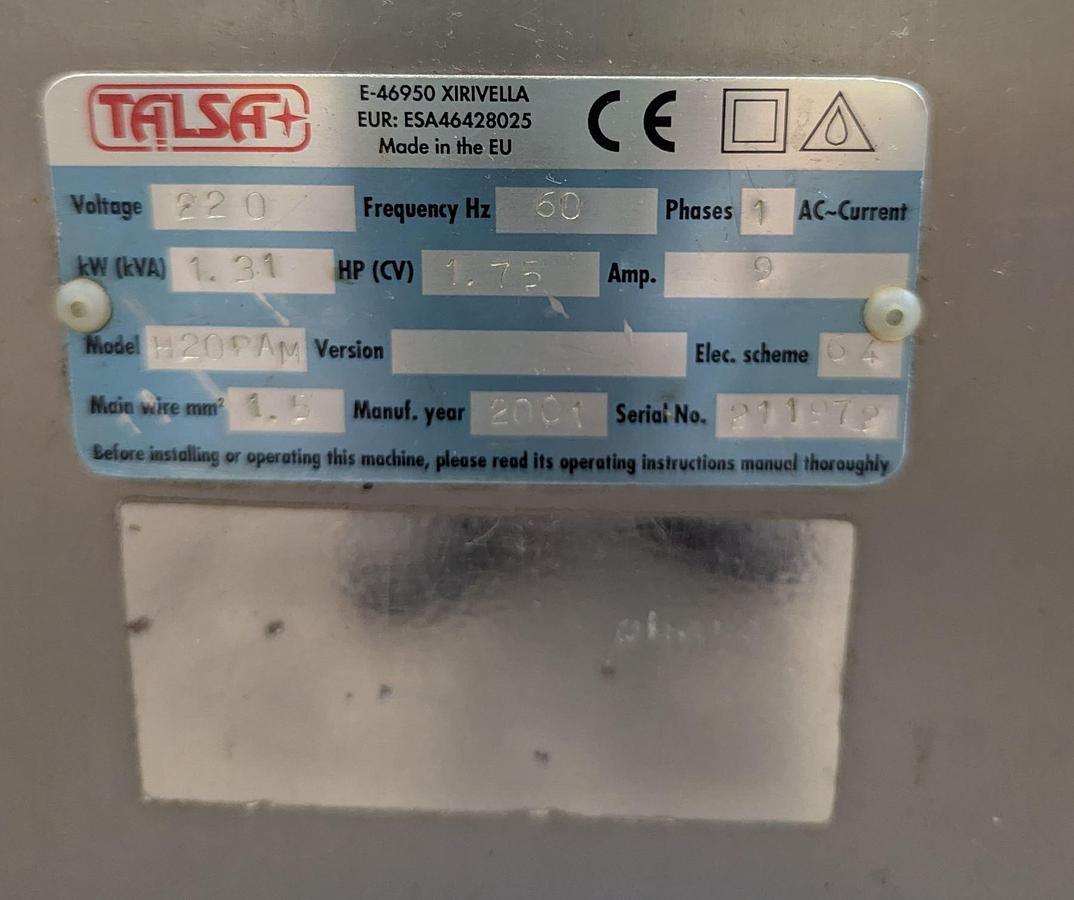 TALSA
E-46950 XIRIVELLA
EUR: ESA46428025
Made in the EU
CE
Voltage 220 Frequency Hz 60 Phases 1 AC~Current
kW (kVA) 1.31 HP (CV) 1.75 Amp. 9
Model H20PAM Version Elec. scheme 64
Main wire mm² 1.5 Manuf. year 2001 Serial No.
Before installing or operating this machine, please read its operating instructions manual thoroughly